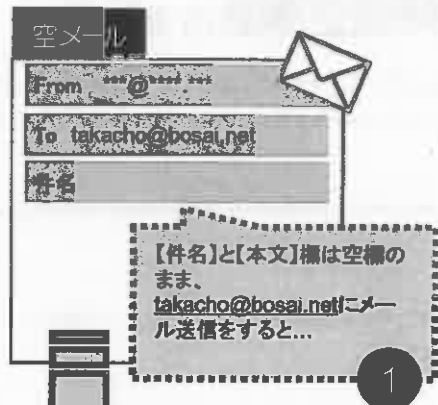 空メール
From ***@****.***
To takacho@bosai.net
件名
【件名】と【本文】欄は空欄の
まま、
takacho@bosai.netにメー
ル送信をすると…
1